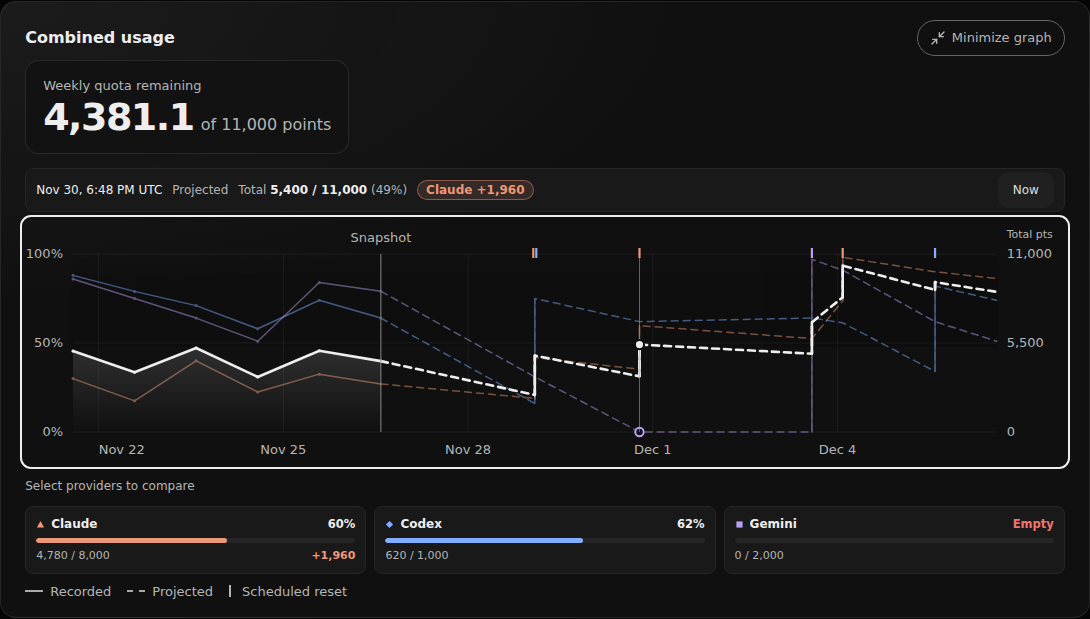 Combined usage
Minimize graph
Weekly quota remaining
4,381.1 of 11,000 points
Nov 30, 6:48 PM UTC Projected Total 5,400 / 11,000 (49%) Claude +1,960 Now
Snapshot
Total pts
100% 11,000
50% 5,500
0% 0
Nov 22 Nov 25 Nov 28 Dec 1 Dec 4
Select providers to compare
Claude 60%
4,780 / 8,000 +1,960
Codex 62%
620 / 1,000
Gemini Empty
0 / 2,000
Recorded Projected Scheduled reset